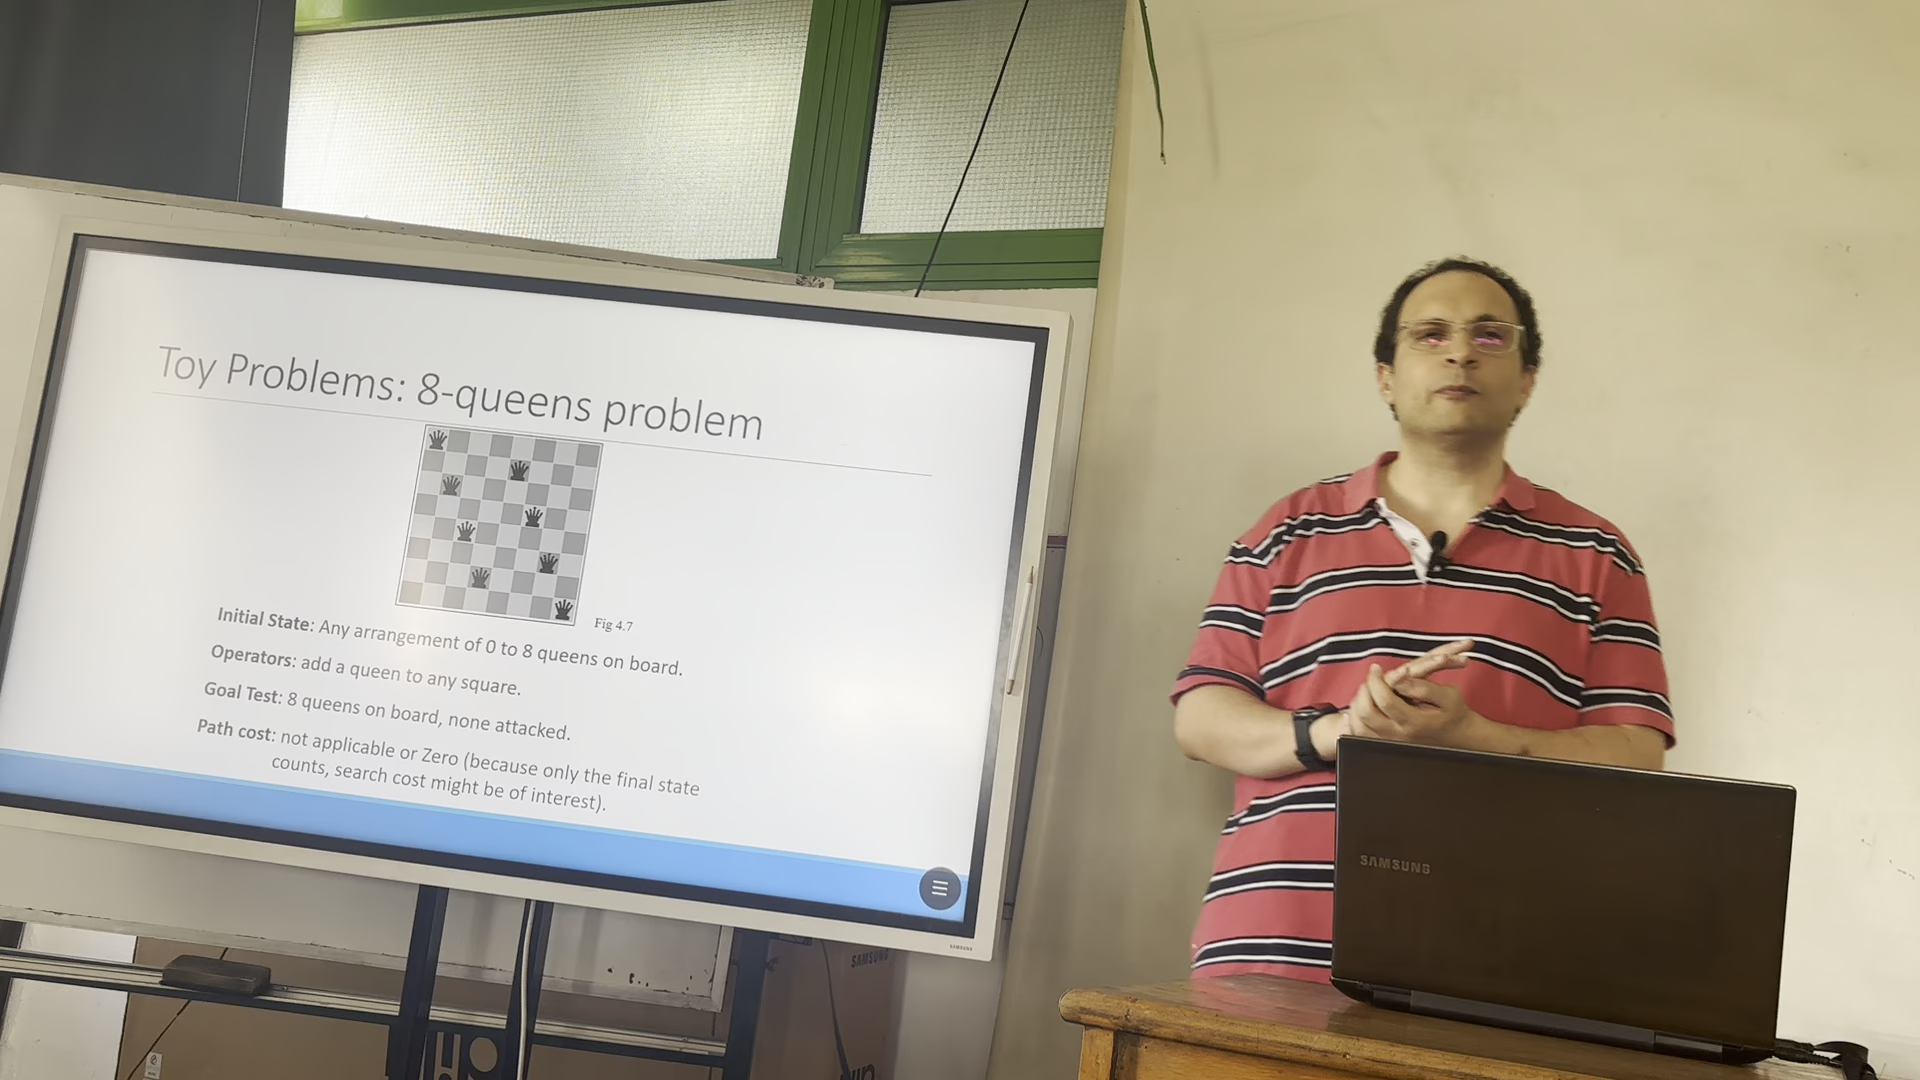 Toy Problems: 8-queens problem
Fig 4.7
Initial State: Any arrangement of 0 to 8 queens on board.
Operators: add a queen to any square.
Goal Test: 8 queens on board, none attacked.
Path cost: not applicable or Zero (because only the final state
counts, search cost might be of interest).
SAMSUNG
SAMSUNG
SAMSUNG